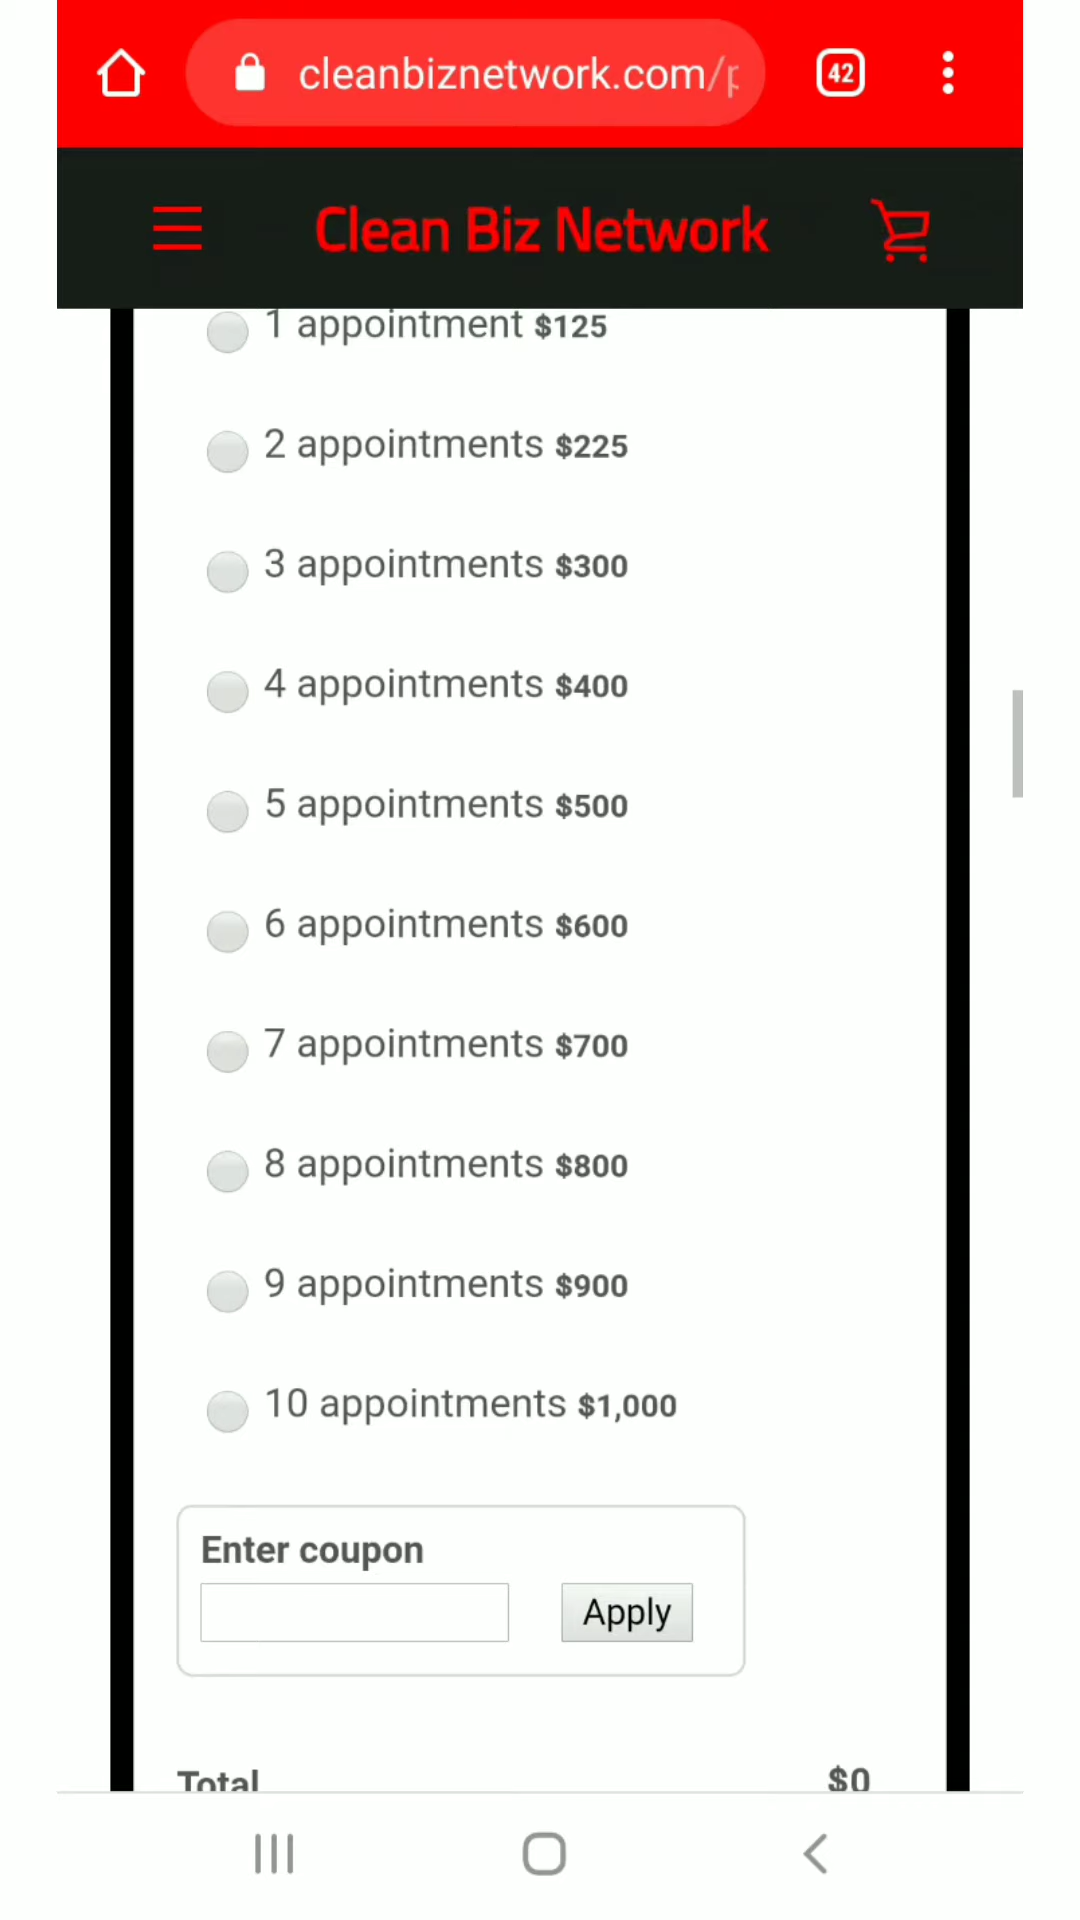 cleanbiznetwork.com/p
42
Clean Biz Network
1 appointment $125
2 appointments $225
3 appointments $300
4 appointments $400
5 appointments $500
6 appointments $600
7 appointments $700
8 appointments $800
9 appointments $900
10 appointments $1,000
Enter coupon
Apply
Total $0